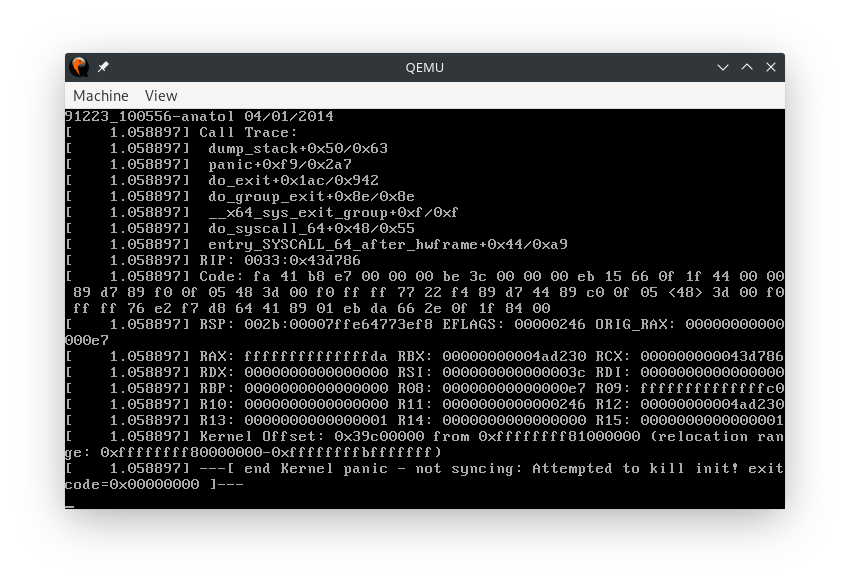 QEMU
Machine View
91223_100556-anatol 04/01/2014
[    1.058897] Call Trace:
[    1.058897]  dump_stack+0x50/0x63
[    1.058897]  panic+0xf9/0x2a7
[    1.058897]  do_exit+0x1ac/0x942
[    1.058897]  do_group_exit+0x8e/0x8e
[    1.058897]  __x64_sys_exit_group+0xf/0xf
[    1.058897]  do_syscall_64+0x48/0x55
[    1.058897]  entry_SYSCALL_64_after_hwframe+0x44/0xa9
[    1.058897] RIP: 0033:0x43d786
[    1.058897] Code: fa 41 b8 e7 00 00 00 be 3c 00 00 00 eb 15 66 0f 1f 44 00 00
 89 d7 89 f0 0f 05 48 3d 00 f0 ff ff 77 22 f4 89 d7 44 89 c0 0f 05 <48> 3d 00 f0
 ff ff 76 e2 f7 d8 64 41 89 01 eb da 66 2e 0f 1f 84 00
[    1.058897] RSP: 002b:00007ffe64773ef8 EFLAGS: 00000246 ORIG_RAX: 00000000000
000e7
[    1.058897] RAX: ffffffffffffffda RBX: 00000000004ad230 RCX: 000000000043d786
[    1.058897] RDX: 0000000000000000 RSI: 000000000000003c RDI: 0000000000000000
[    1.058897] RBP: 0000000000000000 R08: 00000000000000e7 R09: ffffffffffffffc0
[    1.058897] R10: 0000000000000000 R11: 0000000000000246 R12: 00000000004ad230
[    1.058897] R13: 0000000000000001 R14: 0000000000000000 R15: 0000000000000001
[    1.058897] Kernel Offset: 0x39c00000 from 0xffffffff81000000 (relocation ran
ge: 0xffffffff80000000-0xffffffffbfffffff)
[    1.058897] ---[ end Kernel panic - not syncing: Attempted to kill init! exit
code=0x00000000 ]---